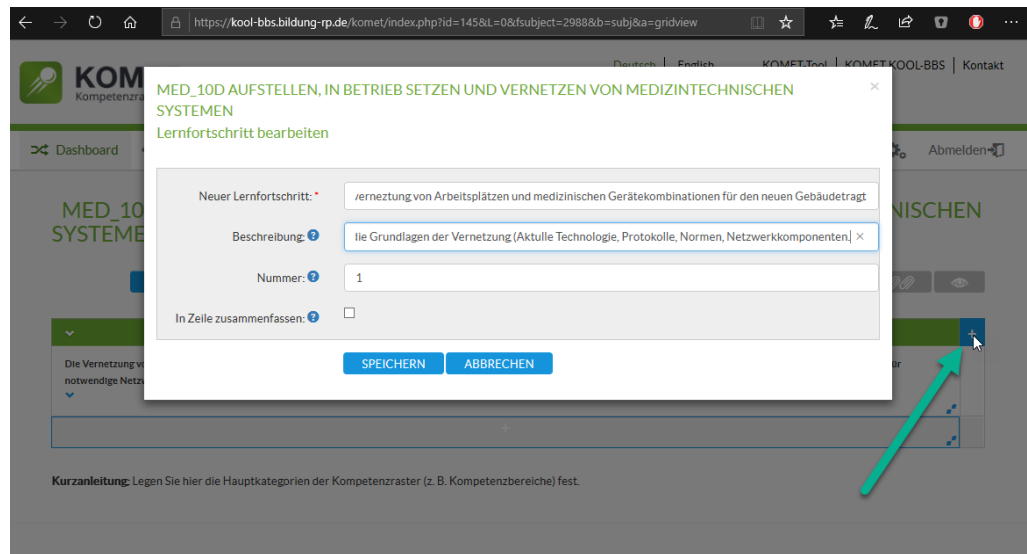 https://kool-bbs.bildung-rp.de/komet/index.php?id=145&L=0&fsubject=2988&b=subj&a=gridview
Deutsch | English KOMET-Tool | KOMET KOOL-BBS | Kontakt
KOM
Kompetenzra
MED_10D AUFSTELLEN, IN BETRIEB SETZEN UND VERNETZEN VON MEDIZINTECHNISCHEN
SYSTEMEN
Lernfortschritt bearbeiten
Dashboard
Abmelden
Neuer Lernfortschritt: *
verneztung von Arbeitsplätzen und medizinischen Gerätekombinationen für den neuen Gebäudetragt
MED_10
NISCHEN
SYSTEME
Beschreibung:
lie Grundlagen der Vernetzung (Aktulle Technologie, Protokolle, Normen, Netzwerkkomponenten.
Nummer:
1
In Zeile zusammenfassen:
SPEICHERN
ABBRECHEN
Die Vernetzung vo
ür
notwendige Netzw
Kurzanleitung: Legen Sie hier die Hauptkategorien der Kompetenzraster (z. B. Kompetenzbereiche) fest.